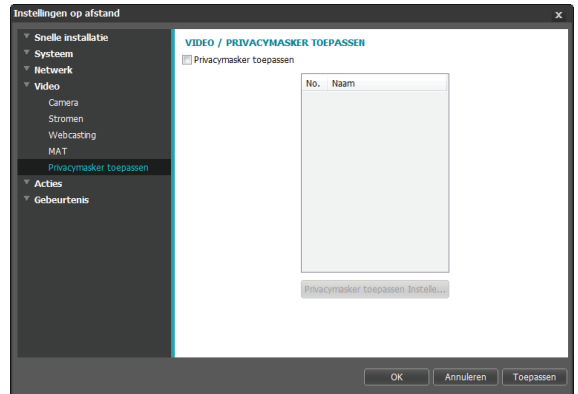 Instellingen op afstand
x
Snelle installatie
Systeem
Netwerk
Video
Camera
Stromen
Webcasting
MAT
Privacymasker toepassen
Acties
Gebeurtenis
VIDEO / PRIVACYMASKER TOEPASSEN
Privacymasker toepassen
No. Naam
Privacymasker toepassen Instelle...
OK Annuleren Toepassen